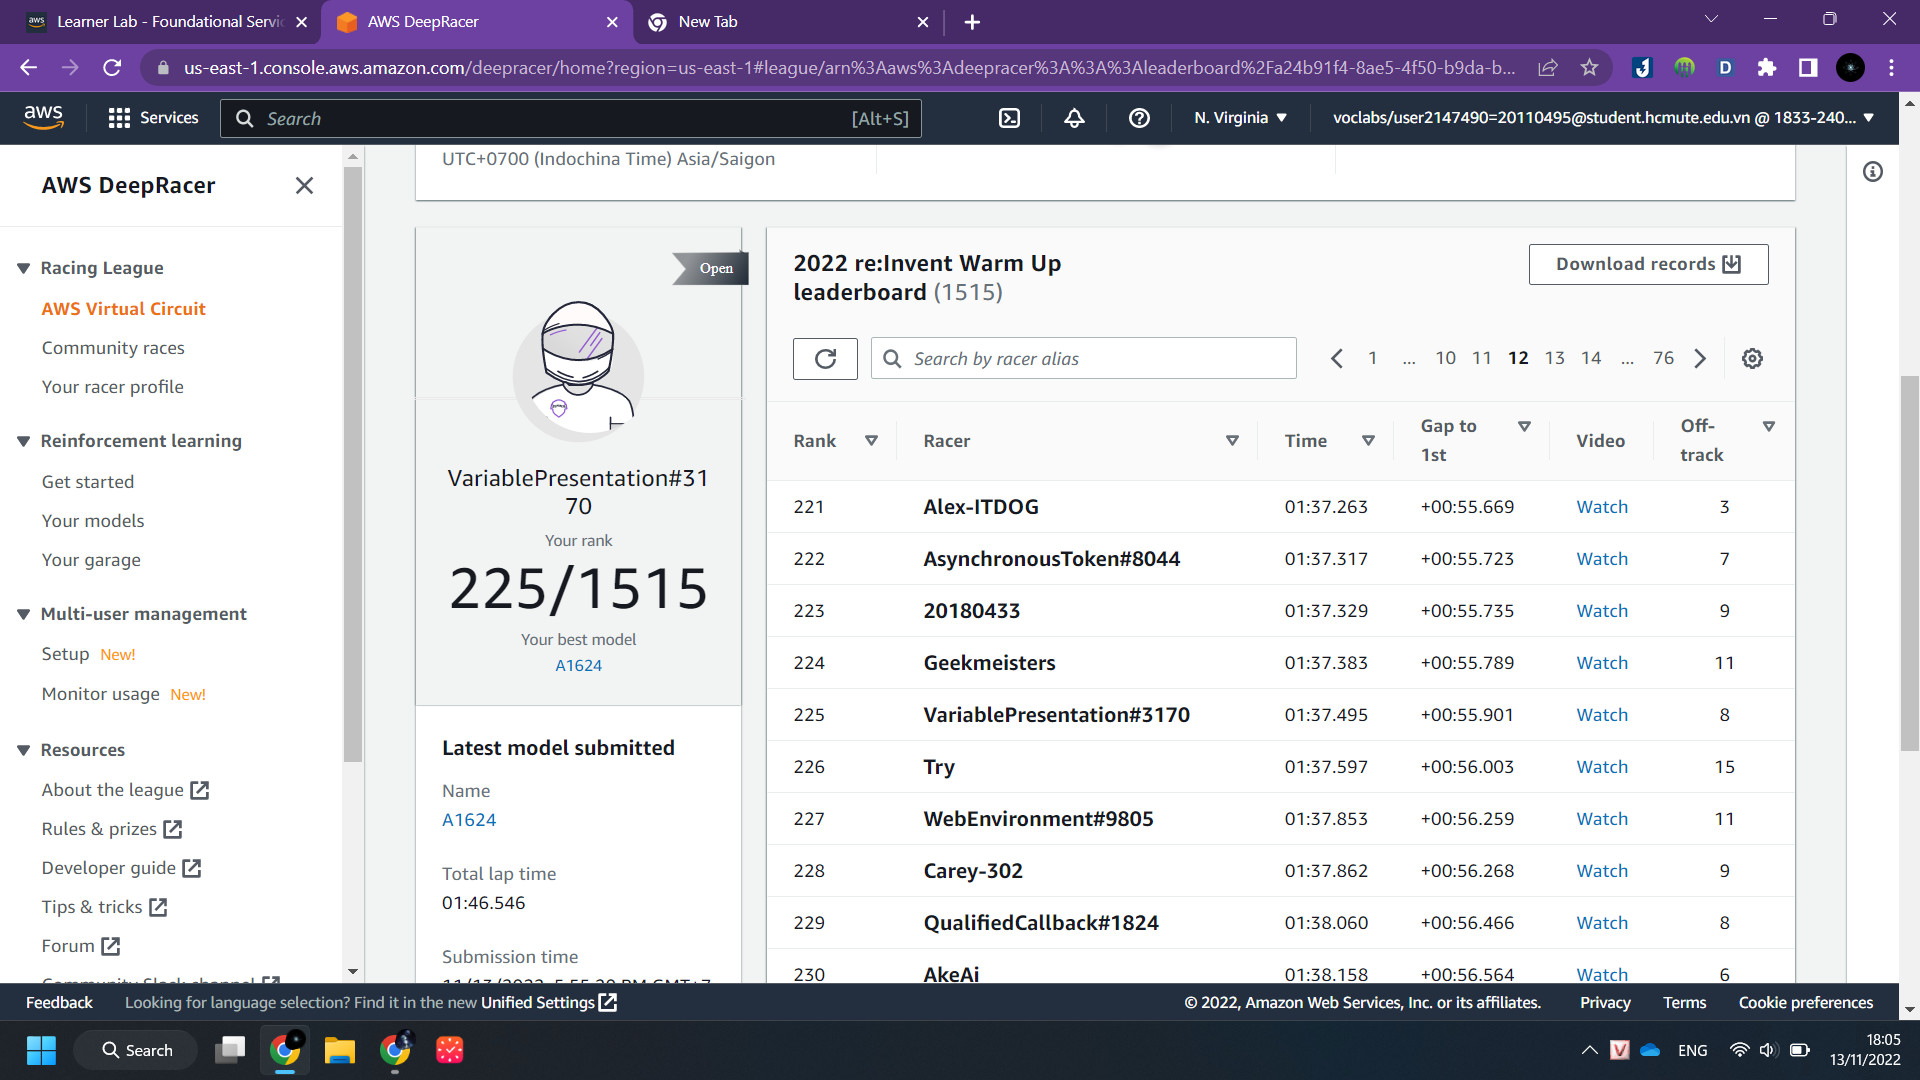 Learner Lab - Foundational Servic
AWS DeepRacer
New Tab
us-east-1.console.aws.amazon.com/deepracer/home?region=us-east-1#league/arn%3Aaws%3Adeepracer%3A%3A%3Aleaderboard%2Fa24b91f4-8ae5-4f50-b9da-b...
aws
Services
Search
[Alt+S]
N. Virginia
voclabs/user2147490=20110495@student.hcmute.edu.vn @ 1833-240...
AWS DeepRacer
Racing League
AWS Virtual Circuit
Community races
Your racer profile
Reinforcement learning
Get started
Your models
Your garage
Multi-user management
Setup New!
Monitor usage New!
Resources
About the league
Rules & prizes
Developer guide
Tips & tricks
Forum
Community Slack channel
UTC+0700 (Indochina Time) Asia/Saigon
Open
VariablePresentation#31
70
Your rank
225/1515
Your best model
A1624
Latest model submitted
Name
A1624
Total lap time
01:46.546
Submission time
11/13/2022, 5:55:20 PM GMT+7
2022 re:Invent Warm Up
leaderboard (1515)
Download records
Search by racer alias
1 ... 10 11 12 13 14 ... 76
Rank Racer Time Gap to 1st Video Off-track
221 Alex-ITDOG 01:37.263 +00:55.669 Watch 3
222 AsynchronousToken#8044 01:37.317 +00:55.723 Watch 7
223 20180433 01:37.329 +00:55.735 Watch 9
224 Geekmeisters 01:37.383 +00:55.789 Watch 11
225 VariablePresentation#3170 01:37.495 +00:55.901 Watch 8
226 Try 01:37.597 +00:56.003 Watch 15
227 WebEnvironment#9805 01:37.853 +00:56.259 Watch 11
228 Carey-302 01:37.862 +00:56.268 Watch 9
229 QualifiedCallback#1824 01:38.060 +00:56.466 Watch 8
230 AkeAi 01:38.158 +00:56.564 Watch 6
Feedback
Looking for language selection? Find it in the new Unified Settings
© 2022, Amazon Web Services, Inc. or its affiliates.
Privacy
Terms
Cookie preferences
Search
ENG
18:05
13/11/2022